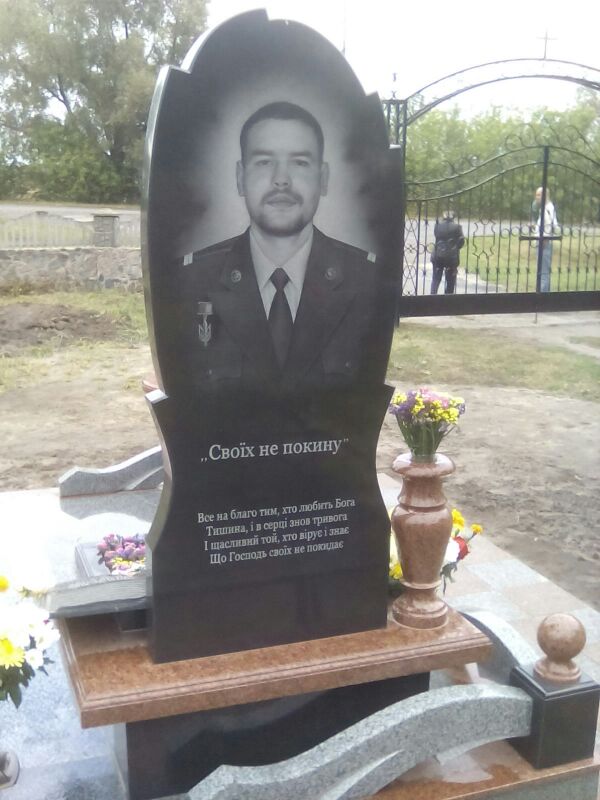 „Своїх не покину”
Все на благо тим, хто любить Бога
Тишина, і в серці знов тривога
І щасливий той, хто вірує і знає
Що Господь своїх не покидає